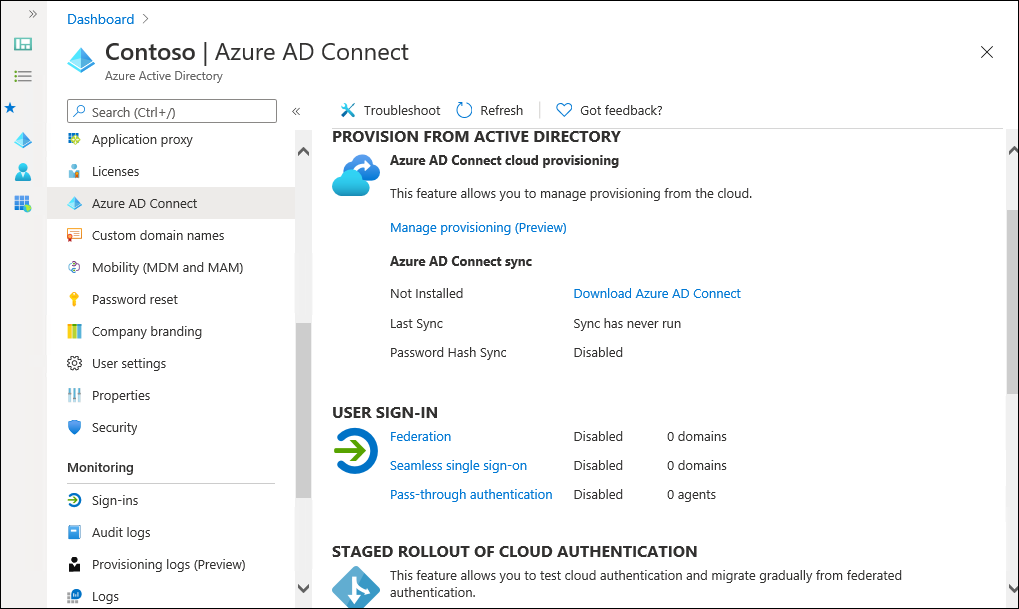 Dashboard
Contoso | Azure AD Connect
Azure Active Directory
Search (Ctrl+/)
Application proxy
Licenses
Azure AD Connect
Custom domain names
Mobility (MDM and MAM)
Password reset
Company branding
User settings
Properties
Security
Monitoring
Sign-ins
Audit logs
Provisioning logs (Preview)
Logs
Troubleshoot Refresh Got feedback?
PROVISION FROM ACTIVE DIRECTORY
Azure AD Connect cloud provisioning
This feature allows you to manage provisioning from the cloud.
Manage provisioning (Preview)
Azure AD Connect sync
Not Installed Download Azure AD Connect
Last Sync Sync has never run
Password Hash Sync Disabled
USER SIGN-IN
Federation Disabled 0 domains
Seamless single sign-on Disabled 0 domains
Pass-through authentication Disabled 0 agents
STAGED ROLLOUT OF CLOUD AUTHENTICATION
This feature allows you to test cloud authentication and migrate gradually from federated
authentication.